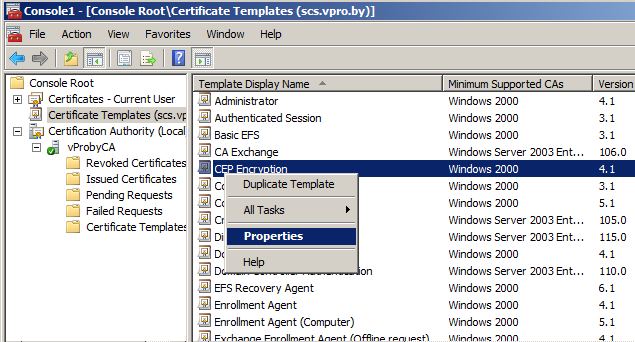 Console1 - [Console Root\Certificate Templates (scs.vpro.by)]
File Action View Favorites Window Help
Console Root
Certificates - Current User
Certificate Templates (scs.vp
Certification Authority (Local
vProbyCA
Revoked Certificates
Issued Certificates
Pending Requests
Failed Requests
Certificate Templates
Template Display Name Minimum Supported CAs Version
Administrator Windows 2000 4.1
Authenticated Session Windows 2000 3.1
Basic EFS Windows 2000 3.1
CA Exchange Windows Server 2003 Ent... 106.0
CEP Encryption Windows 2000 4.1
Co Windows 2000 3.1
Co Windows 2000 5.1
Cr Windows Server 2003 Ent... 105.0
Di Windows Server 2003 Ent... 115.0
Do Windows 2000 4.1
Windows Server 2003 Ent... 110.0
EFS Recovery Agent Windows 2000 6.1
Enrollment Agent Windows 2000 4.1
Enrollment Agent (Computer) Windows 2000 5.1
Exchange Enrollment Agent (Offline request) Windows 2000 4.1
Duplicate Template
All Tasks
Properties
Help